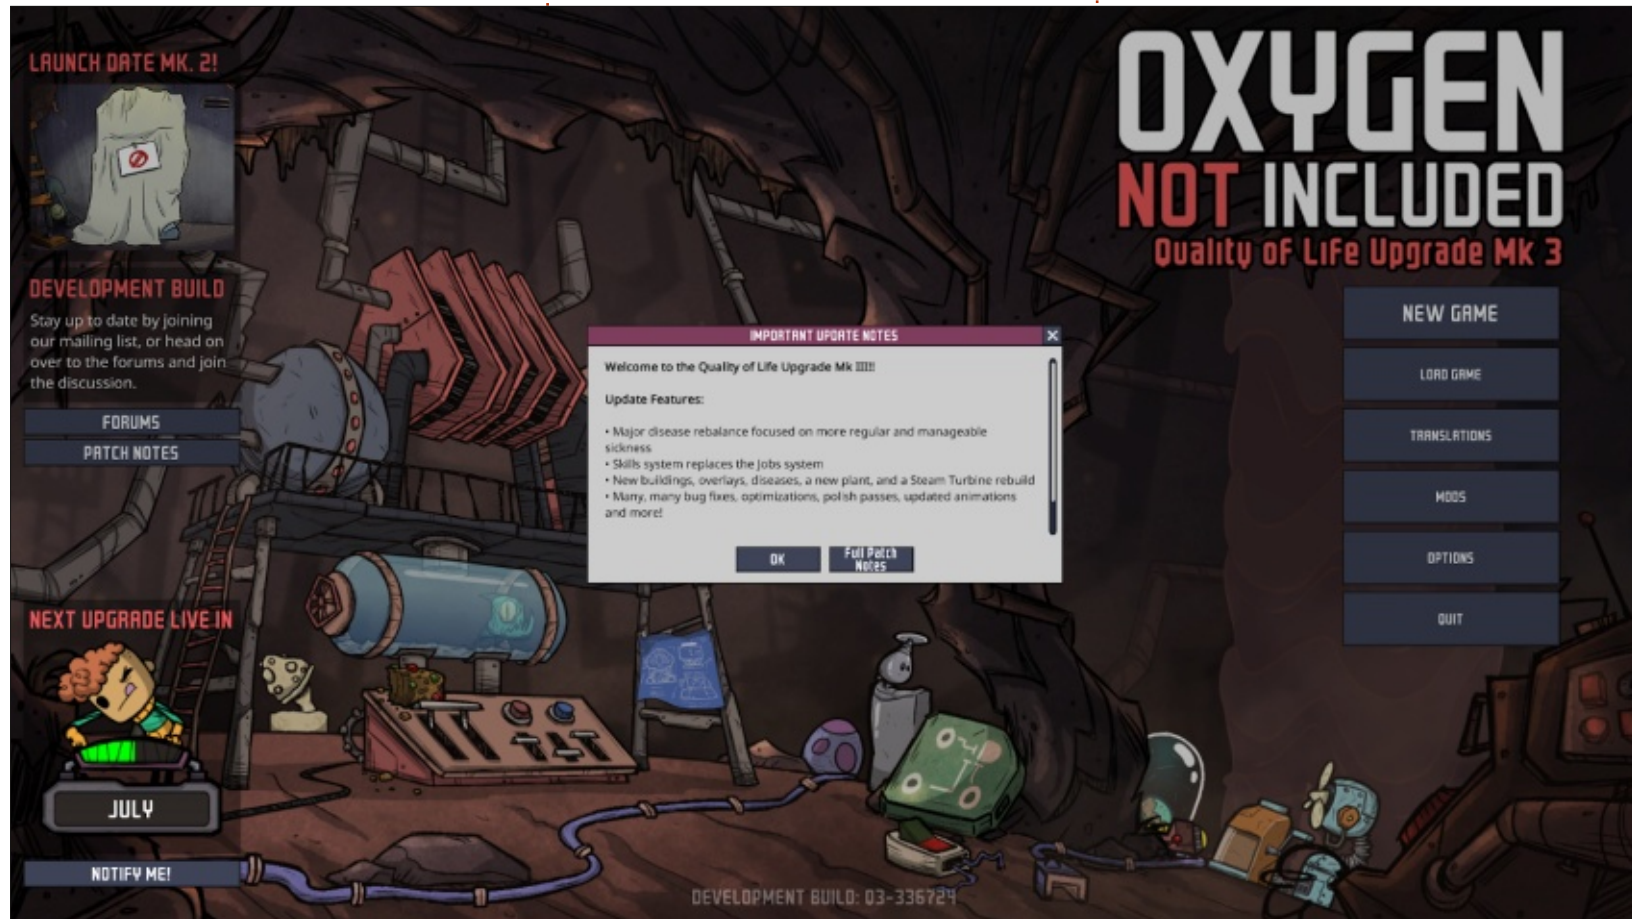 LAUNCH DATE MK. 2!
OXYGEN
NOT INCLUDED
Quality of Life Upgrade Mk 3
DEVELOPMENT BUILD
Stay up to date by joining
our mailing list, or head on
over to the forums and join
the discussion.
FORUMS
PATCH NOTES
NEW GAME
LOAD GAME
TRANSLATIONS
MODS
OPTIONS
QUIT
IMPORTANT UPDATE NOTES
Welcome to the Quality of Life Upgrade Mk III!!
Update Features:
• Major disease rebalance focused on more regular and manageable
sickness
• Skills system replaces the Jobs system
• New buildings, overlays, diseases, a new plant, and a Steam Turbine rebuild
• Many, many bug fixes, optimizations, polish passes, updated animations
and more!
OK
Full Patch
Notes
NEXT UPGRADE LIVE IN
JULY
NOTIFY ME!
DEVELOPMENT BUILD: 03-336724